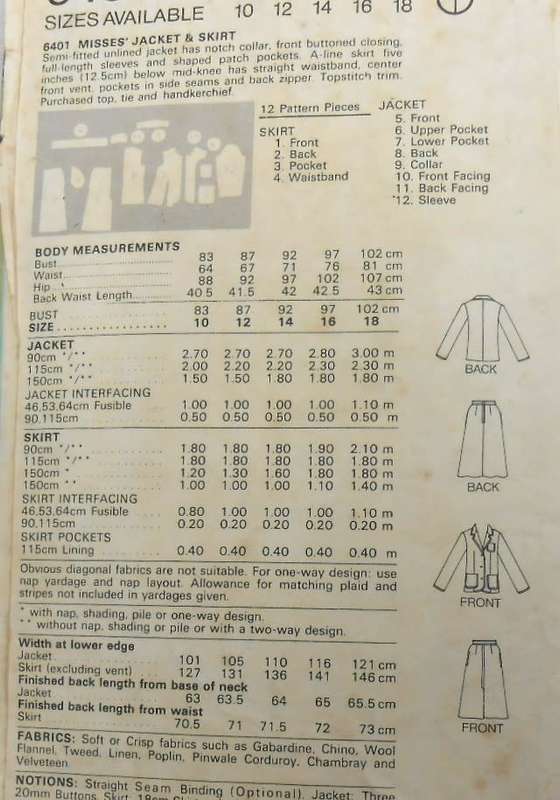 SIZES AVAILABLE 10 12 14 16 18
6401 MISSES' JACKET & SKIRT
Semi-fitted unlined jacket has notch collar, front buttoned closing,
full-length sleeves and shaped patch pockets. A-line skirt five
inches (12.5cm) below mid-knee has straight waistband, center
front vent, pockets in side seams and back zipper. Topstitch trim.
Purchased top, tie and handkerchief.
12 Pattern Pieces
SKIRT
1. Front
2. Back
3. Pocket
4. Waistband
JACKET
5. Front
6. Upper Pocket
7. Lower Pocket
8. Back
9. Collar
10. Front Facing
11. Back Facing
12. Sleeve
BODY MEASUREMENTS
Bust 83 87 92 97 102 cm
Waist 64 67 71 76 81 cm
Hip 88 92 97 102 107 cm
Back Waist Length 40.5 41.5 42 42.5 43 cm
BUST 83 87 92 97 102 cm
SIZE 10 12 14 16 18
JACKET
90cm */** 2.70 2.70 2.70 2.80 3.00 m
115cm */** 2.00 2.20 2.20 2.30 2.30 m
150cm */** 1.50 1.50 1.80 1.80 1.80 m
JACKET INTERFACING
46,53,64cm Fusible 1.00 1.00 1.00 1.00 1.10 m
90,115cm 0.50 0.50 0.50 0.50 0.50 m
SKIRT
90cm */** 1.80 1.80 1.80 1.90 2.10 m
115cm */** 1.80 1.80 1.80 1.80 1.80 m
150cm * 1.20 1.30 1.60 1.80 1.80 m
150cm ** 1.00 1.00 1.00 1.10 1.40 m
SKIRT INTERFACING
46,53,64cm Fusible 0.80 1.00 1.00 1.00 1.10 m
90,115cm 0.20 0.20 0.20 0.20 0.20 m
SKIRT POCKETS
115cm Lining 0.40 0.40 0.40 0.40 0.40 m
Obvious diagonal fabrics are not suitable. For one-way design: use
nap yardage and nap layout. Allowance for matching plaid and
stripes not included in yardages given.
* with nap, shading, pile or one-way design.
** without nap, shading or pile or with a two-way design.
Width at lower edge
Jacket 101 105 110 116 121 cm
Skirt (excluding vent) 127 131 136 141 146 cm
Finished back length from base of neck
Jacket 63 63.5 64 65 65.5 cm
Finished back length from waist
Skirt 70.5 71 71.5 72 73 cm
FABRICS: Soft or Crisp fabrics such as Gabardine, Chino, Wool
Flannel, Tweed, Linen, Poplin, Pinwale Corduroy, Chambray and
Velveteen.
NOTIONS: Straight Seam Binding (Optional). Jacket: Three
20mm Buttons. Skirt: 18cm
BACK
BACK
FRONT
FRONT